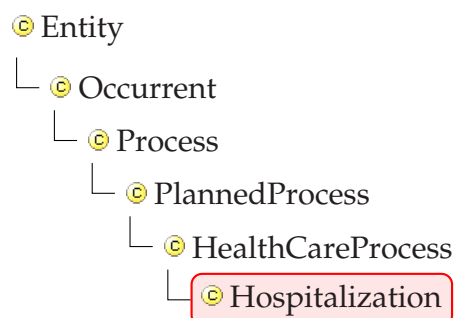 © Entity
© Occurrent
© Process
© PlannedProcess
© HealthCareProcess
© Hospitalization